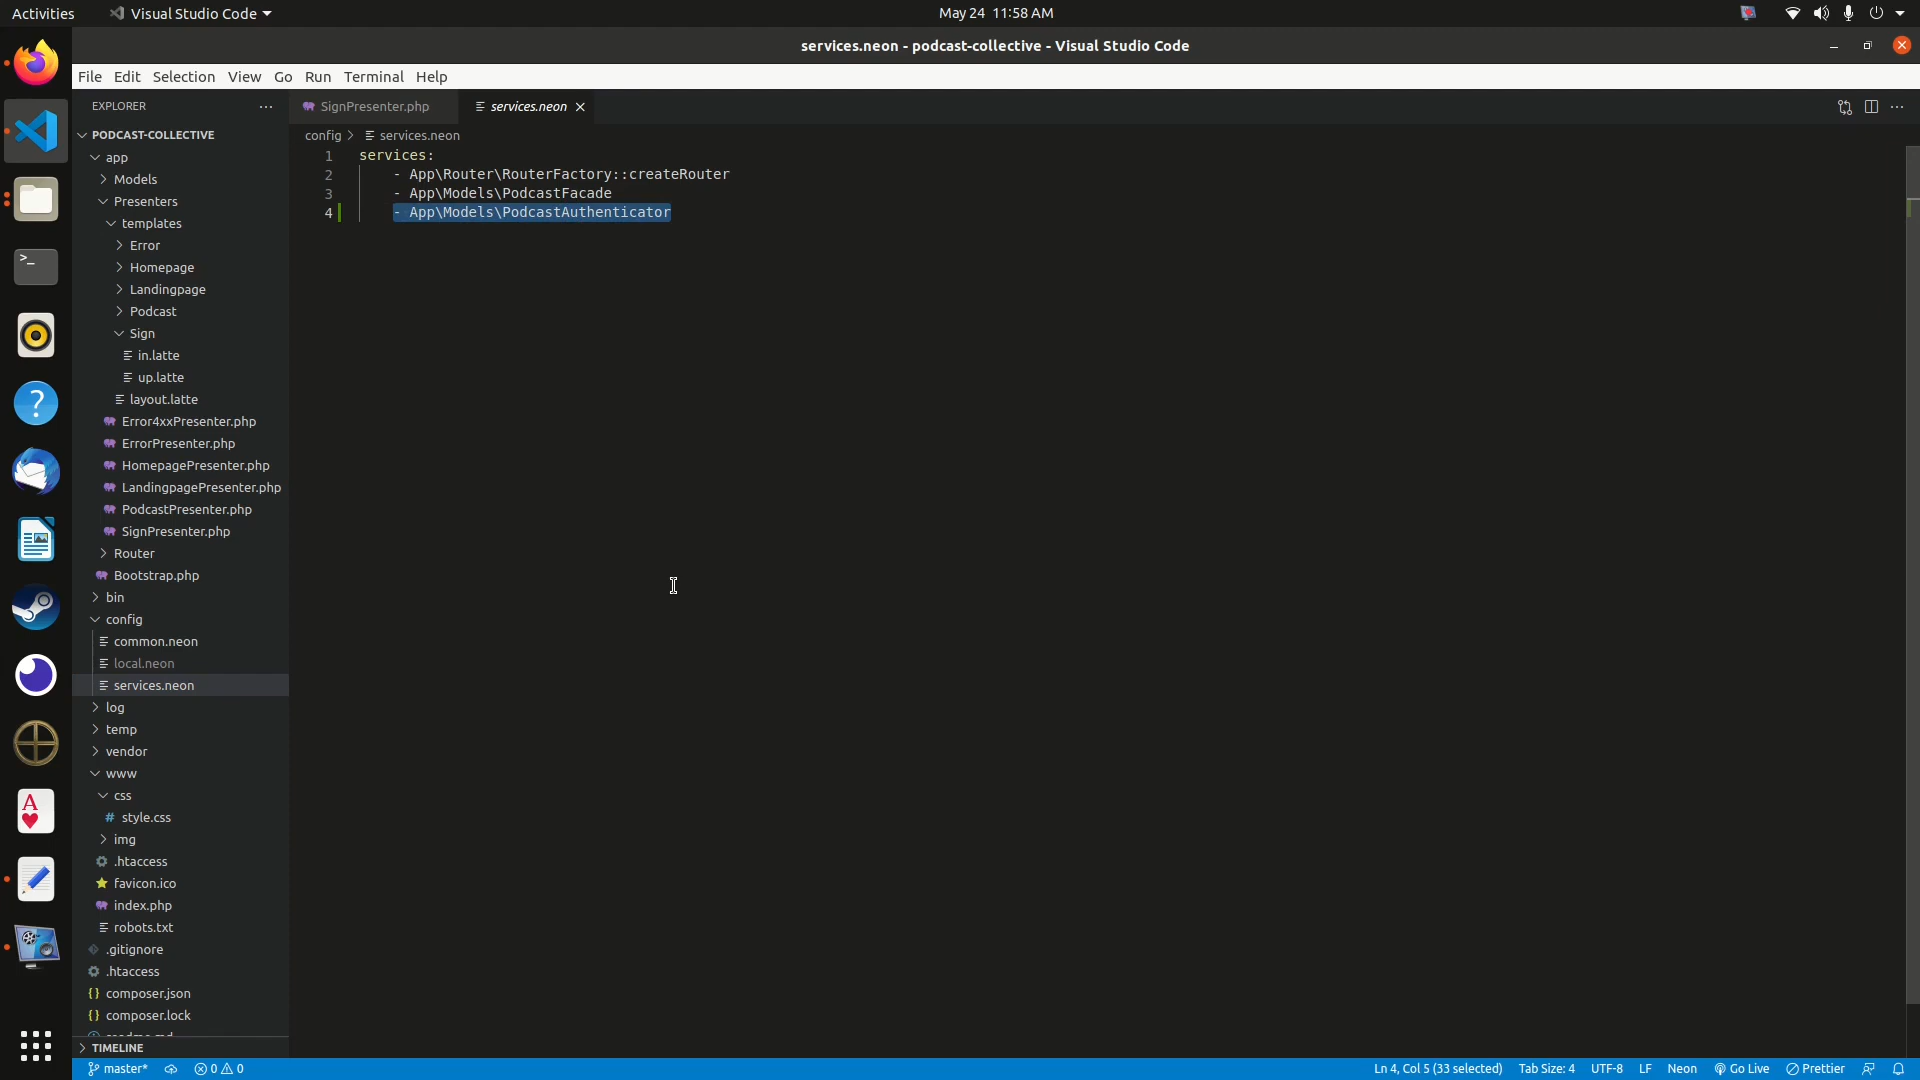 Activities
Visual Studio Code
May 24 11:58 AM
services.neon - podcast-collective - Visual Studio Code
File Edit Selection View Go Run Terminal Help
EXPLORER
SignPresenter.php
services.neon
PODCAST-COLLECTIVE
config
services.neon
app
Models
Presenters
templates
Error
Homepage
Landingpage
Podcast
Sign
in.latte
up.latte
layout.latte
Error4xxPresenter.php
ErrorPresenter.php
HomepagePresenter.php
LandingpagePresenter.php
PodcastPresenter.php
SignPresenter.php
Router
Bootstrap.php
bin
config
common.neon
local.neon
services.neon
log
temp
vendor
www
css
style.css
img
.htaccess
favicon.ico
index.php
robots.txt
.gitignore
.htaccess
composer.json
composer.lock
TIMELINE
1 services:
2 - App\Router\RouterFactory::createRouter
3 - App\Models\PodcastFacade
4 - App\Models\PodcastAuthenticator
master* 0 0
Ln 4, Col 5 (33 selected) Tab Size: 4 UTF-8 LF Neon Go Live Prettier